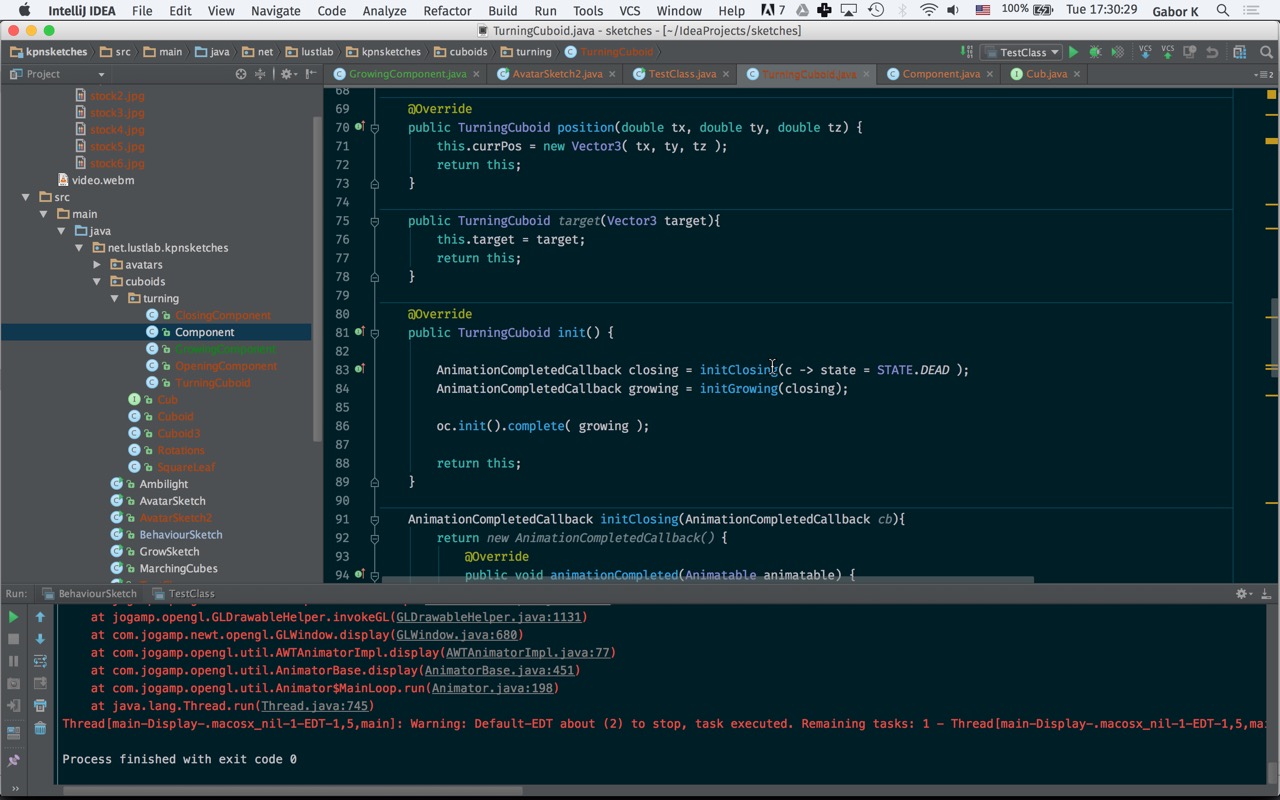 IntelliJ IDEA File Edit View Navigate Code Analyze Refactor Build Run Tools VCS Window Help 7 100% Tue 17:30:29 Gabor K
TurningCuboid.java - sketches - [~/IdeaProjects/sketches]
kpnsketches src main java net lustlab kpnsketches cuboids turning TurningCuboid TestClass VCS VCS
Project GrowingComponent.java AvatarSketch2.java TestClass.java TurningCuboid.java Component.java Cub.java
stock2.jpg
stock3.jpg
stock4.jpg
stock5.jpg
stock6.jpg
video.webm
src
main
java
net.lustlab.kpnsketches
avatars
cuboids
turning
ClosingComponent
Component
GrowingComponent
OpeningComponent
TurningCuboid
Cub
Cuboid
Cuboid3
Rotations
SquareLeaf
Ambilight
AvatarSketch
AvatarSketch2
BehaviourSketch
GrowSketch
MarchingCubes
68
69 @Override
70 public TurningCuboid position(double tx, double ty, double tz) {
71 this.currPos = new Vector3( tx, ty, tz );
72 return this;
73 }
74
75 public TurningCuboid target(Vector3 target){
76 this.target = target;
77 return this;
78 }
79
80 @Override
81 public TurningCuboid init() {
82
83 AnimationCompletedCallback closing = initClosing(c -> state = STATE.DEAD );
84 AnimationCompletedCallback growing = initGrowing(closing);
85
86 oc.init().complete( growing );
87
88 return this;
89 }
90
91 AnimationCompletedCallback initClosing(AnimationCompletedCallback cb){
92 return new AnimationCompletedCallback() {
93 @Override
94 public void animationCompleted(Animatable animatable) {
Run: BehaviourSketch TestClass
at jogamp.opengl.GLDrawableHelper.invokeGL(GLDrawableHelper.java:1131)
at com.jogamp.newt.opengl.GLWindow.display(GLWindow.java:680)
at com.jogamp.opengl.util.AWTAnimatorImpl.display(AWTAnimatorImpl.java:77)
at com.jogamp.opengl.util.AnimatorBase.display(AnimatorBase.java:451)
at com.jogamp.opengl.util.Animator$MainLoop.run(Animator.java:198)
at java.lang.Thread.run(Thread.java:745)
Thread[main-Display-.macosx_nil-1-EDT-1,5,main]: Warning: Default-EDT about (2) to stop, task executed. Remaining tasks: 1 - Thread[main-Display-.macosx_nil-1-EDT-1,5,mai
Process finished with exit code 0